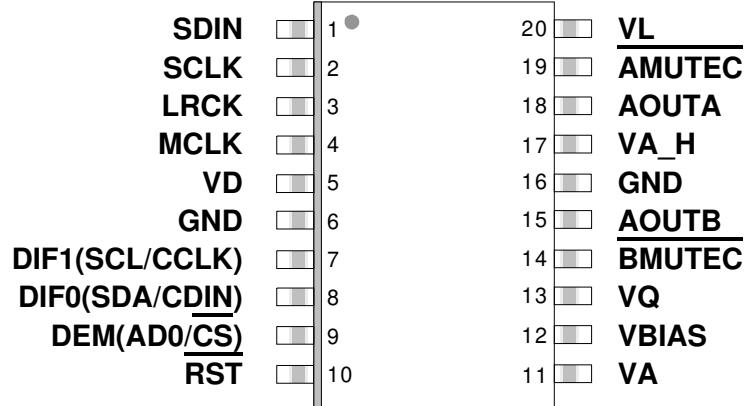 SDIN 1 20 VL
SCLK 2 19 AMUTEC
LRCK 3 18 AOUTA
MCLK 4 17 VA_H
VD 5 16 GND
GND 6 15 AOUTB
DIF1(SCL/CCLK) 7 14 BMUTEC
DIF0(SDA/CDIN) 8 13 VQ
DEM(AD0/CS) 9 12 VBIAS
RST 10 11 VA